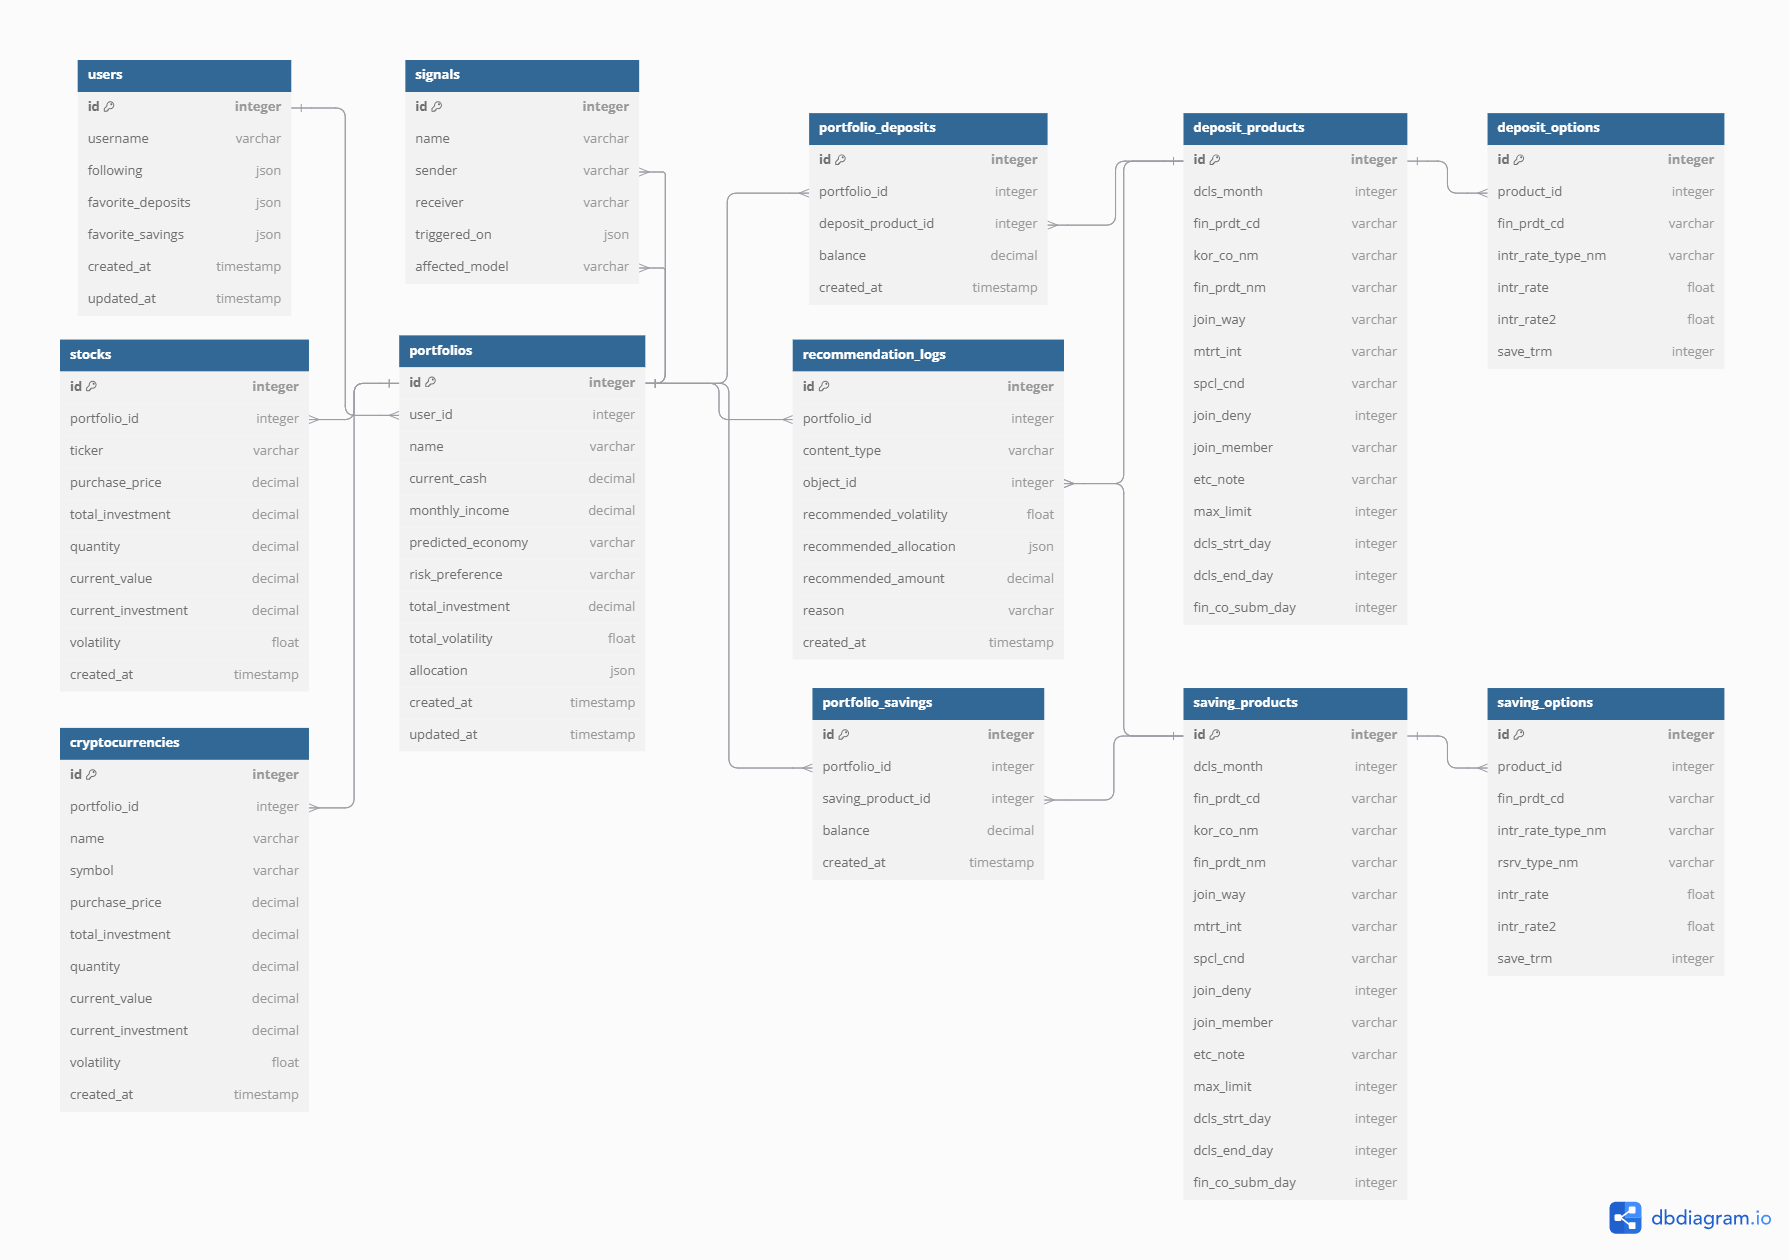 users
id integer
username varchar
following json
favorite_deposits json
favorite_savings json
created_at timestamp
updated_at timestamp
signals
id integer
name varchar
sender varchar
receiver varchar
triggered_on json
affected_model varchar
portfolio_deposits
id integer
portfolio_id integer
deposit_product_id integer
balance decimal
created_at timestamp
deposit_products
id integer
dcls_month integer
fin_prdt_cd varchar
kor_co_nm varchar
fin_prdt_nm varchar
join_way varchar
mtrt_int varchar
spcl_cnd varchar
join_deny integer
join_member varchar
etc_note varchar
max_limit integer
dcls_strt_day integer
dcls_end_day integer
fin_co_subm_day integer
deposit_options
id integer
product_id integer
fin_prdt_cd varchar
intr_rate_type_nm varchar
intr_rate float
intr_rate2 float
save_trm integer
stocks
id integer
portfolio_id integer
ticker varchar
purchase_price decimal
total_investment decimal
quantity decimal
current_value decimal
current_investment decimal
volatility float
created_at timestamp
portfolios
id integer
user_id integer
name varchar
current_cash decimal
monthly_income decimal
predicted_economy varchar
risk_preference varchar
total_investment decimal
total_volatility float
allocation json
created_at timestamp
updated_at timestamp
recommendation_logs
id integer
portfolio_id integer
content_type varchar
object_id integer
recommended_volatility float
recommended_allocation json
recommended_amount decimal
reason varchar
created_at timestamp
cryptocurrencies
id integer
portfolio_id integer
name varchar
symbol varchar
purchase_price decimal
total_investment decimal
quantity decimal
current_value decimal
current_investment decimal
volatility float
created_at timestamp
portfolio_savings
id integer
portfolio_id integer
saving_product_id integer
balance decimal
created_at timestamp
saving_products
id integer
dcls_month integer
fin_prdt_cd varchar
kor_co_nm varchar
fin_prdt_nm varchar
join_way varchar
mtrt_int varchar
spcl_cnd varchar
join_deny integer
join_member varchar
etc_note varchar
max_limit integer
dcls_strt_day integer
dcls_end_day integer
fin_co_subm_day integer
saving_options
id integer
product_id integer
fin_prdt_cd varchar
intr_rate_type_nm varchar
rsrv_type_nm varchar
intr_rate float
intr_rate2 float
save_trm integer
dbdiagram.io